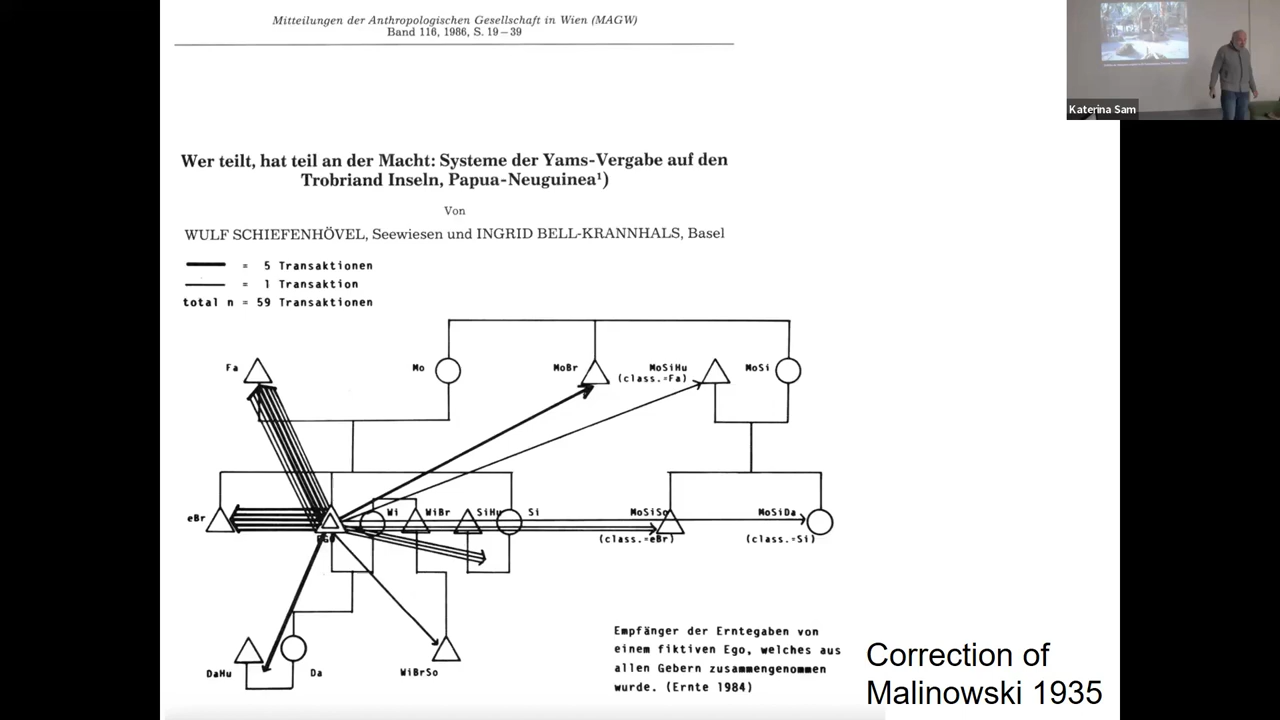 Mitteilungen der Anthropologischen Gesellschaft in Wien (MAGW)
Band 116, 1986, S. 19–39
Katerina Sam
Wer teilt, hat teil an der Macht: Systeme der Yams-Vergabe auf den
Trobriand Inseln, Papua-Neuguinea¹)
Von
WULF SCHIEFENHÖVEL, Seewiesen und INGRID BELL-KRANNHALS, Basel
= 5 Transaktionen
= 1 Transaktion
total n = 59 Transaktionen
Fa
Mo
MoBr
MoSiHu
(class.=Fa)
MoSi
eBr
EGO
Wi
WiBr
SiHu
Si
MoSiSo
(class.=eBr)
MoSiDa
(class.=Si)
DaHu
Da
WiBrSo
Empfänger der Erntegaben von
einem fiktiven Ego, welches aus
allen Gebern zusammengenommen
wurde. (Ernte 1984)
Correction of
Malinowski 1935